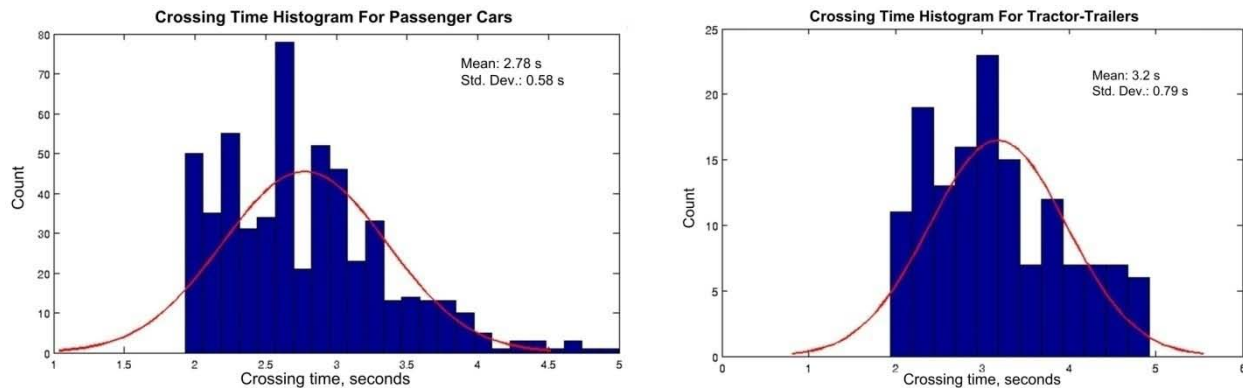 Crossing Time Histogram For Passenger Cars
80
70
60
50
40
30
20
10
0
Count
Mean: 2.78 s
Std. Dev.: 0.58 s
1 1.5 2 2.5 3 3.5 4 4.5 5
Crossing time, seconds
Crossing Time Histogram For Tractor-Trailers
25
20
15
10
5
0
Count
Mean: 3.2 s
Std. Dev.: 0.79 s
0 1 2 3 4 5 6
Crossing time, seconds